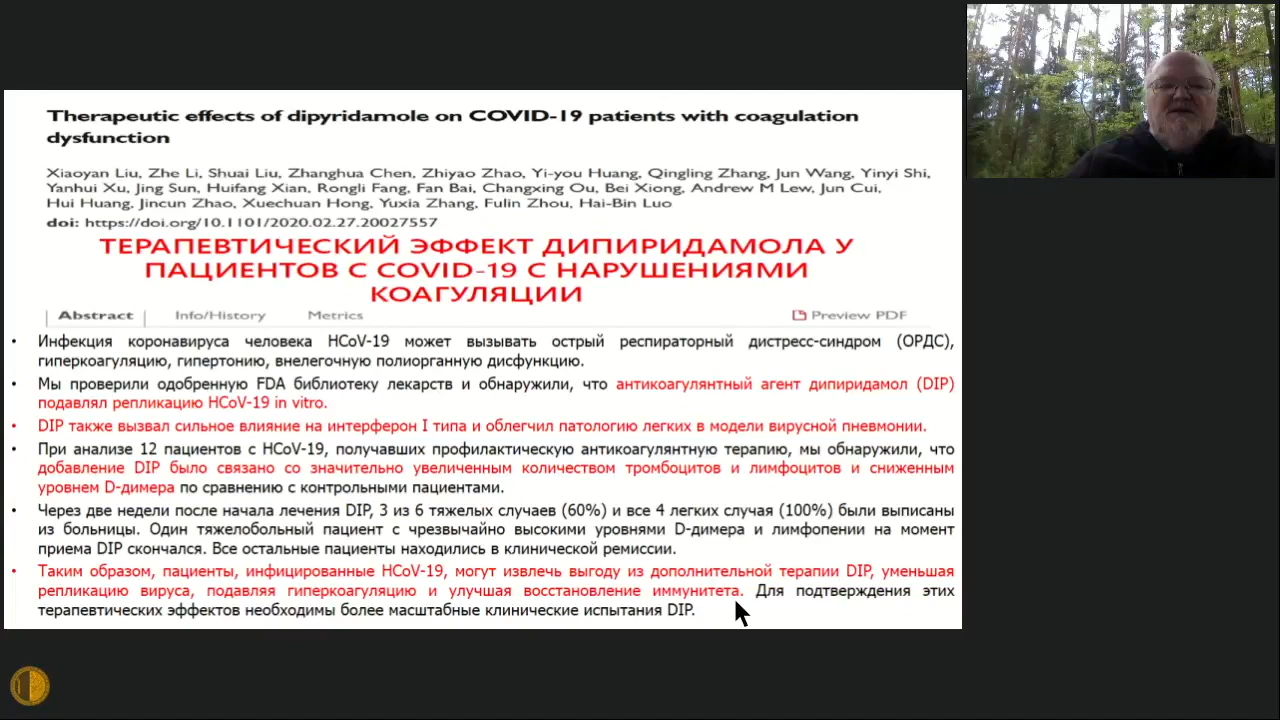 Therapeutic effects of dipyridamole on COVID-19 patients with coagulation
dysfunction
Xiaoyan Liu, Zhe Li, Shuai Liu, Zhanghua Chen, Zhiyao Zhao, Yi-you Huang, Qingling Zhang, Jun Wang, Yinyi Shi,
Yanhui Xu, Jing Sun, Huifang Xian, Rongli Fang, Fan Bai, Changxing Ou, Bei Xiong, Andrew M Lew, Jun Cui,
Hui Huang, Jincun Zhao, Xuechuan Hong, Yuxia Zhang, Fulin Zhou, Hai-Bin Luo
doi: https://doi.org/10.1101/2020.02.27.20027557
ТЕРАПЕВТИЧЕСКИЙ ЭФФЕКТ ДИПИРИДАМОЛА У
ПАЦИЕНТОВ С COVID-19 С НАРУШЕНИЯМИ
КОАГУЛЯЦИИ
Abstract Info/History Metrics Preview PDF
• Инфекция коронавируса человека HCoV-19 может вызывать острый респираторный дистресс-синдром (ОРДС),
гиперкоагуляцию, гипертонию, внелегочную полиорганную дисфункцию.
• Мы проверили одобренную FDA библиотеку лекарств и обнаружили, что антикоагулянтный агент дипиридамол (DIP)
подавлял репликацию HCoV-19 in vitro.
• DIP также вызвал сильное влияние на интерферон I типа и облегчил патологию легких в модели вирусной пневмонии.
• При анализе 12 пациентов с HCoV-19, получавших профилактическую антикоагулянтную терапию, мы обнаружили, что
добавление DIP было связано со значительно увеличенным количеством тромбоцитов и лимфоцитов и сниженным
уровнем D-димера по сравнению с контрольными пациентами.
• Через две недели после начала лечения DIP, 3 из 6 тяжелых случаев (60%) и все 4 легких случая (100%) были выписаны
из больницы. Один тяжелобольный пациент с чрезвычайно высокими уровнями D-димера и лимфопении на момент
приема DIP скончался. Все остальные пациенты находились в клинической ремиссии.
• Таким образом, пациенты, инфицированные HCoV-19, могут извлечь выгоду из дополнительной терапии DIP, уменьшая
репликацию вируса, подавляя гиперкоагуляцию и улучшая восстановление иммунитета. Для подтверждения этих
терапевтических эффектов необходимы более масштабные клинические испытания DIP.